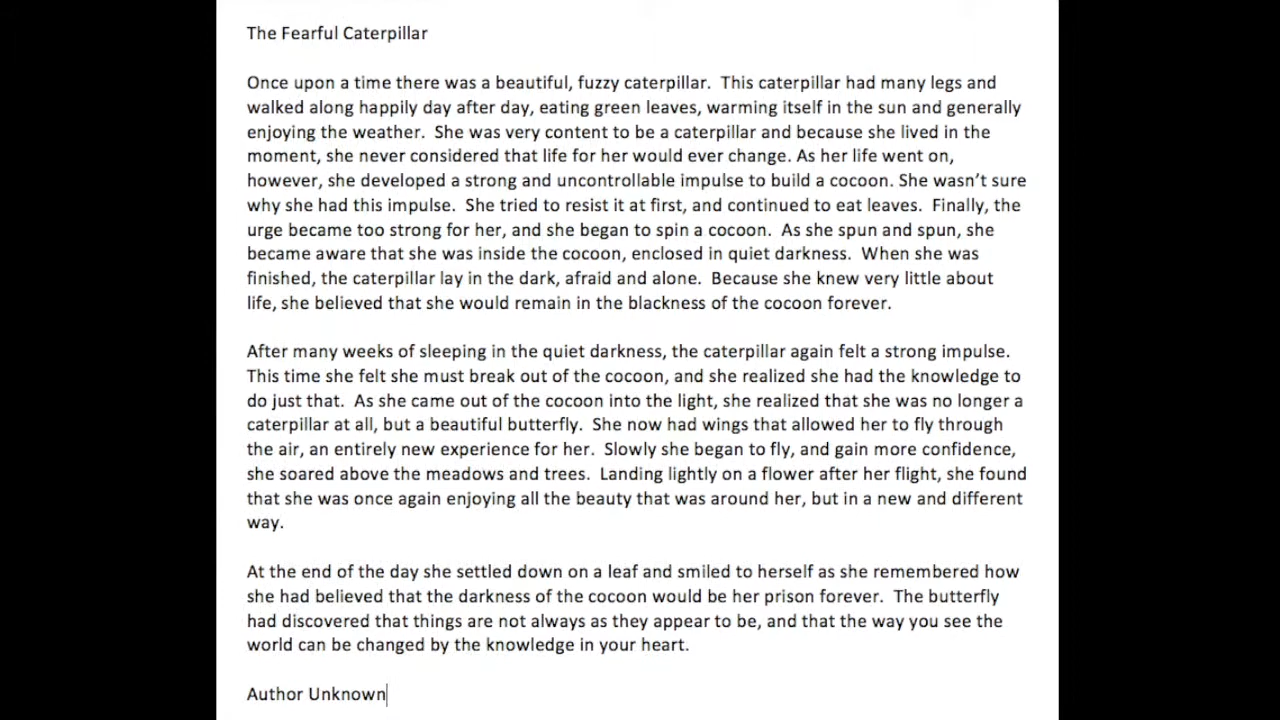 The Fearful Caterpillar
Once upon a time there was a beautiful, fuzzy caterpillar.  This caterpillar had many legs and
walked along happily day after day, eating green leaves, warming itself in the sun and generally
enjoying the weather.  She was very content to be a caterpillar and because she lived in the
moment, she never considered that life for her would ever change. As her life went on,
however, she developed a strong and uncontrollable impulse to build a cocoon. She wasn’t sure
why she had this impulse.  She tried to resist it at first, and continued to eat leaves.  Finally, the
urge became too strong for her, and she began to spin a cocoon.  As she spun and spun, she
became aware that she was inside the cocoon, enclosed in quiet darkness.  When she was
finished, the caterpillar lay in the dark, afraid and alone.  Because she knew very little about
life, she believed that she would remain in the blackness of the cocoon forever.
After many weeks of sleeping in the quiet darkness, the caterpillar again felt a strong impulse.
This time she felt she must break out of the cocoon, and she realized she had the knowledge to
do just that.  As she came out of the cocoon into the light, she realized that she was no longer a
caterpillar at all, but a beautiful butterfly.  She now had wings that allowed her to fly through
the air, an entirely new experience for her.  Slowly she began to fly, and gain more confidence,
she soared above the meadows and trees.  Landing lightly on a flower after her flight, she found
that she was once again enjoying all the beauty that was around her, but in a new and different
way.
At the end of the day she settled down on a leaf and smiled to herself as she remembered how
she had believed that the darkness of the cocoon would be her prison forever.  The butterfly
had discovered that things are not always as they appear to be, and that the way you see the
world can be changed by the knowledge in your heart.
Author Unknown